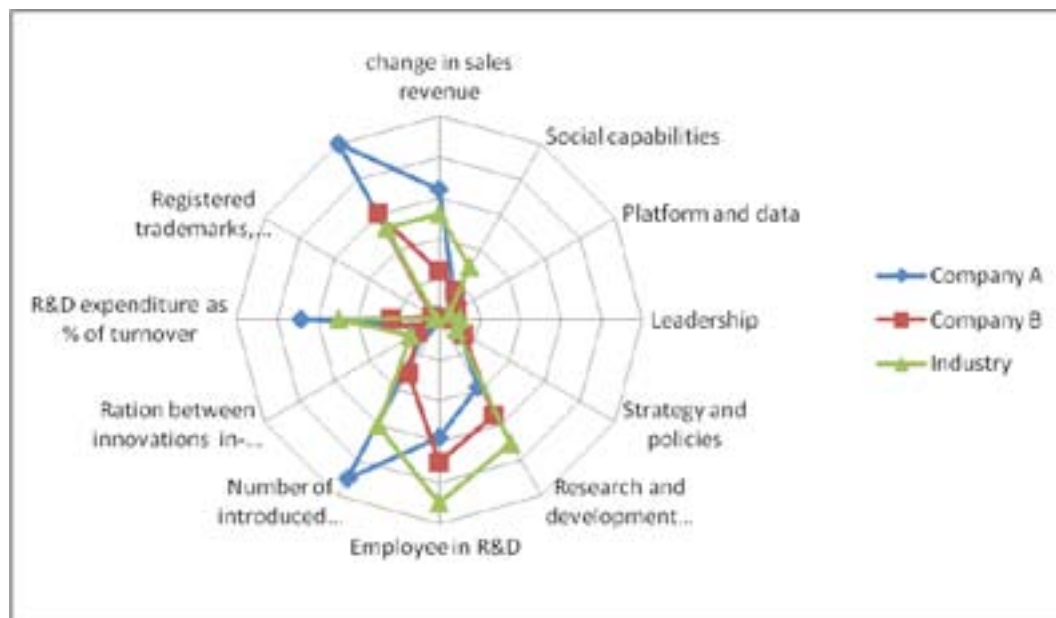 change in sales
revenue
Social capabilities
Platform and data
Leadership
Strategy and
policies
Research and
development...
Employee in R&D
Number of
introduced...
Ration between
innovations in-...
R&D expenditure as
% of turnover
Registered
trademarks,...
Company A
Company B
Industry